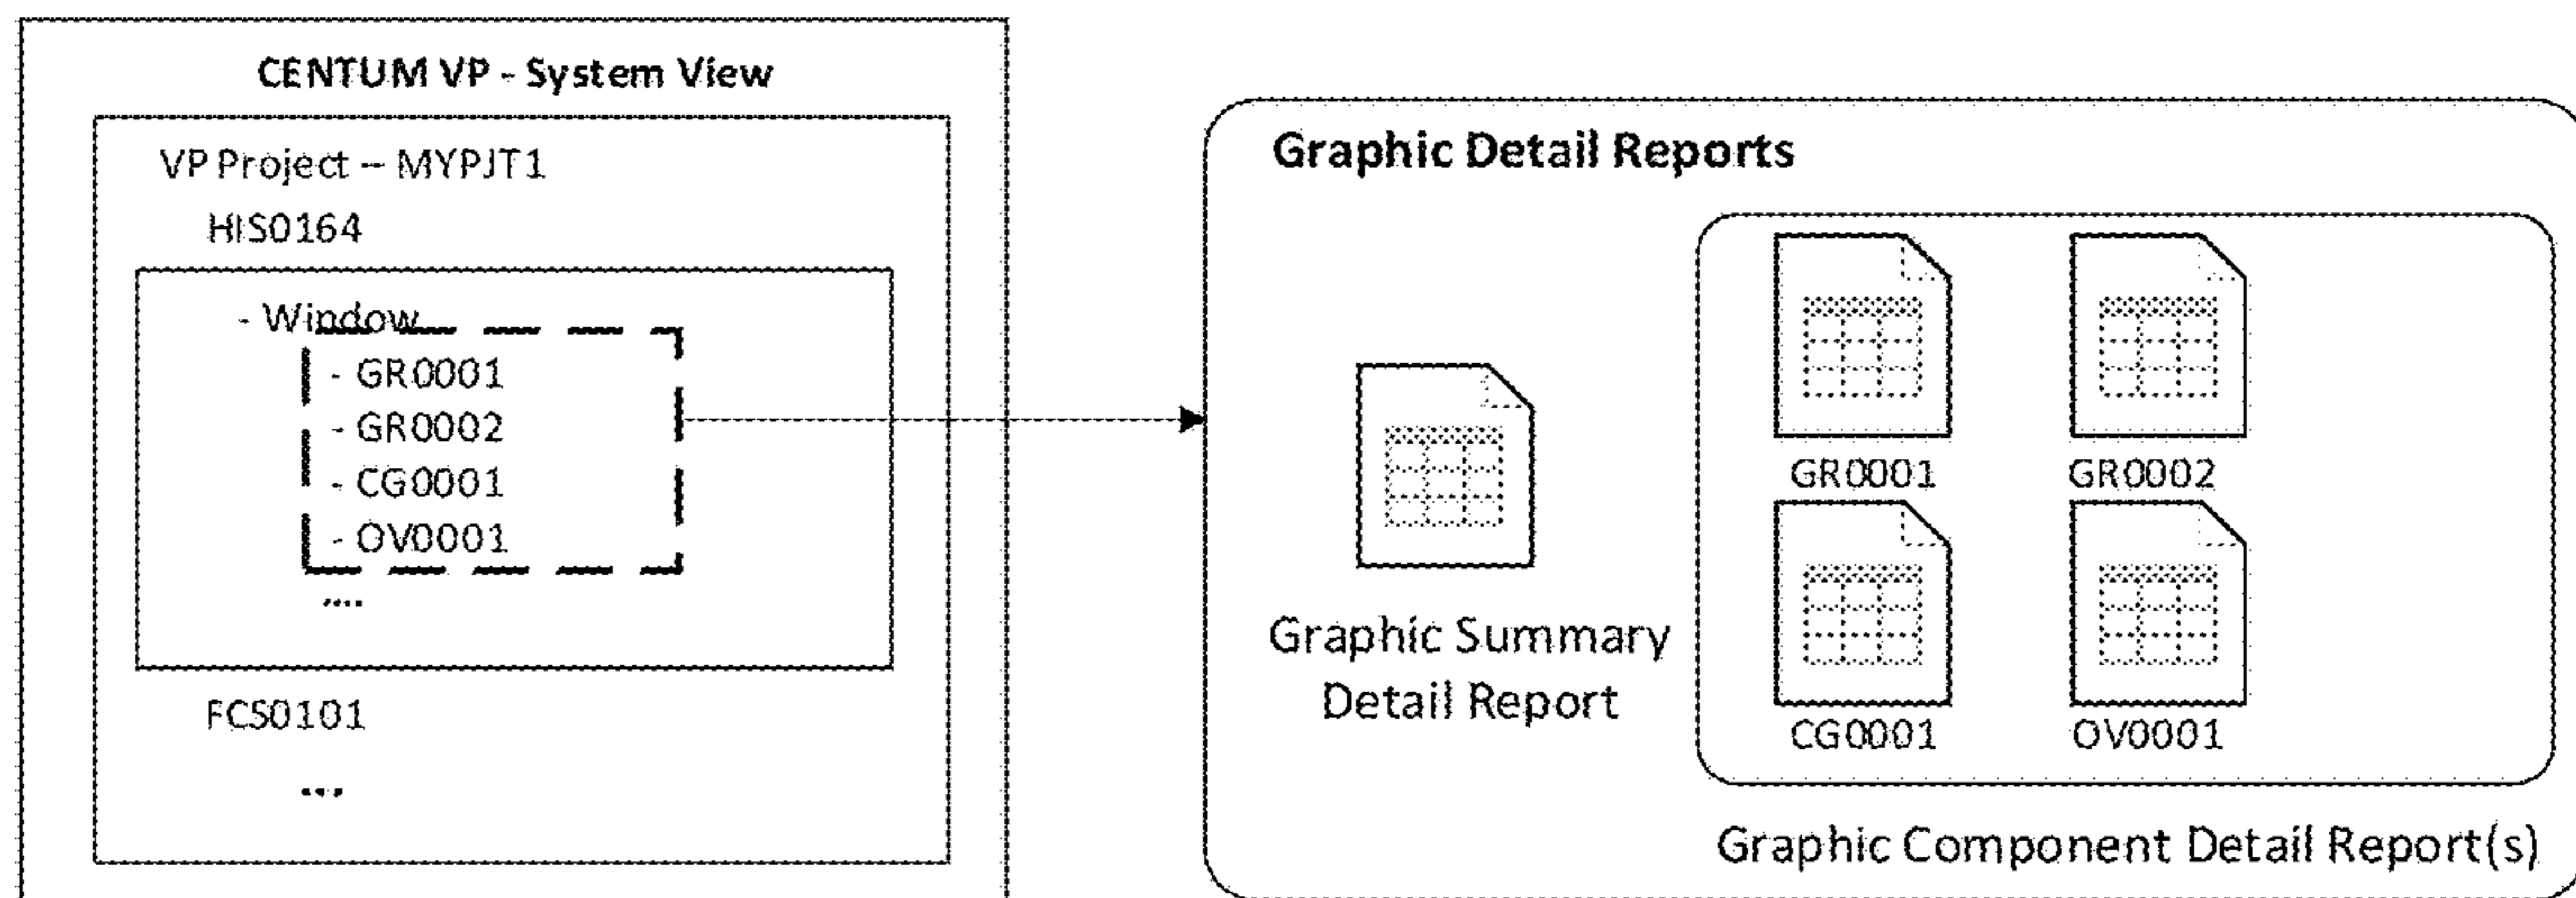 CENTUM VP - System View
VP Project – MYPJT1
HIS0164
- Window
- GR0001
- GR0002
- CG0001
- OV0001
....
FCS0101
...
Graphic Detail Reports
Graphic Summary
Detail Report
GR0001
GR0002
CG0001
OV0001
Graphic Component Detail Report(s)